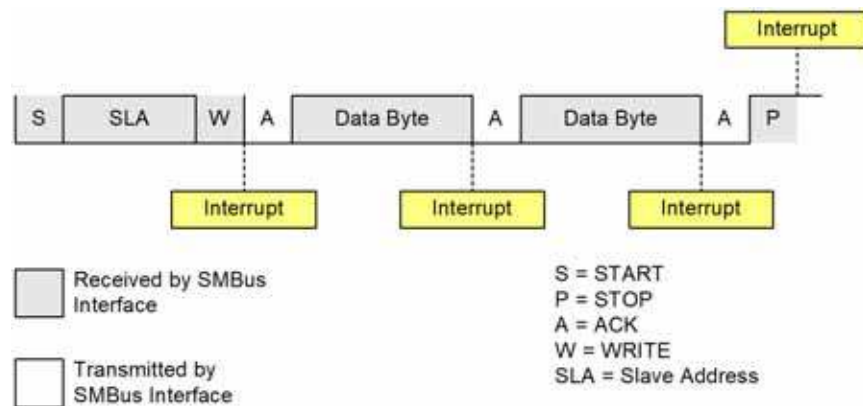 Interrupt
S SLA W A Data Byte A Data Byte A P
Interrupt Interrupt Interrupt
Received by SMBus
Interface
Transmitted by
SMBus Interface
S = START
P = STOP
A = ACK
W = WRITE
SLA = Slave Address